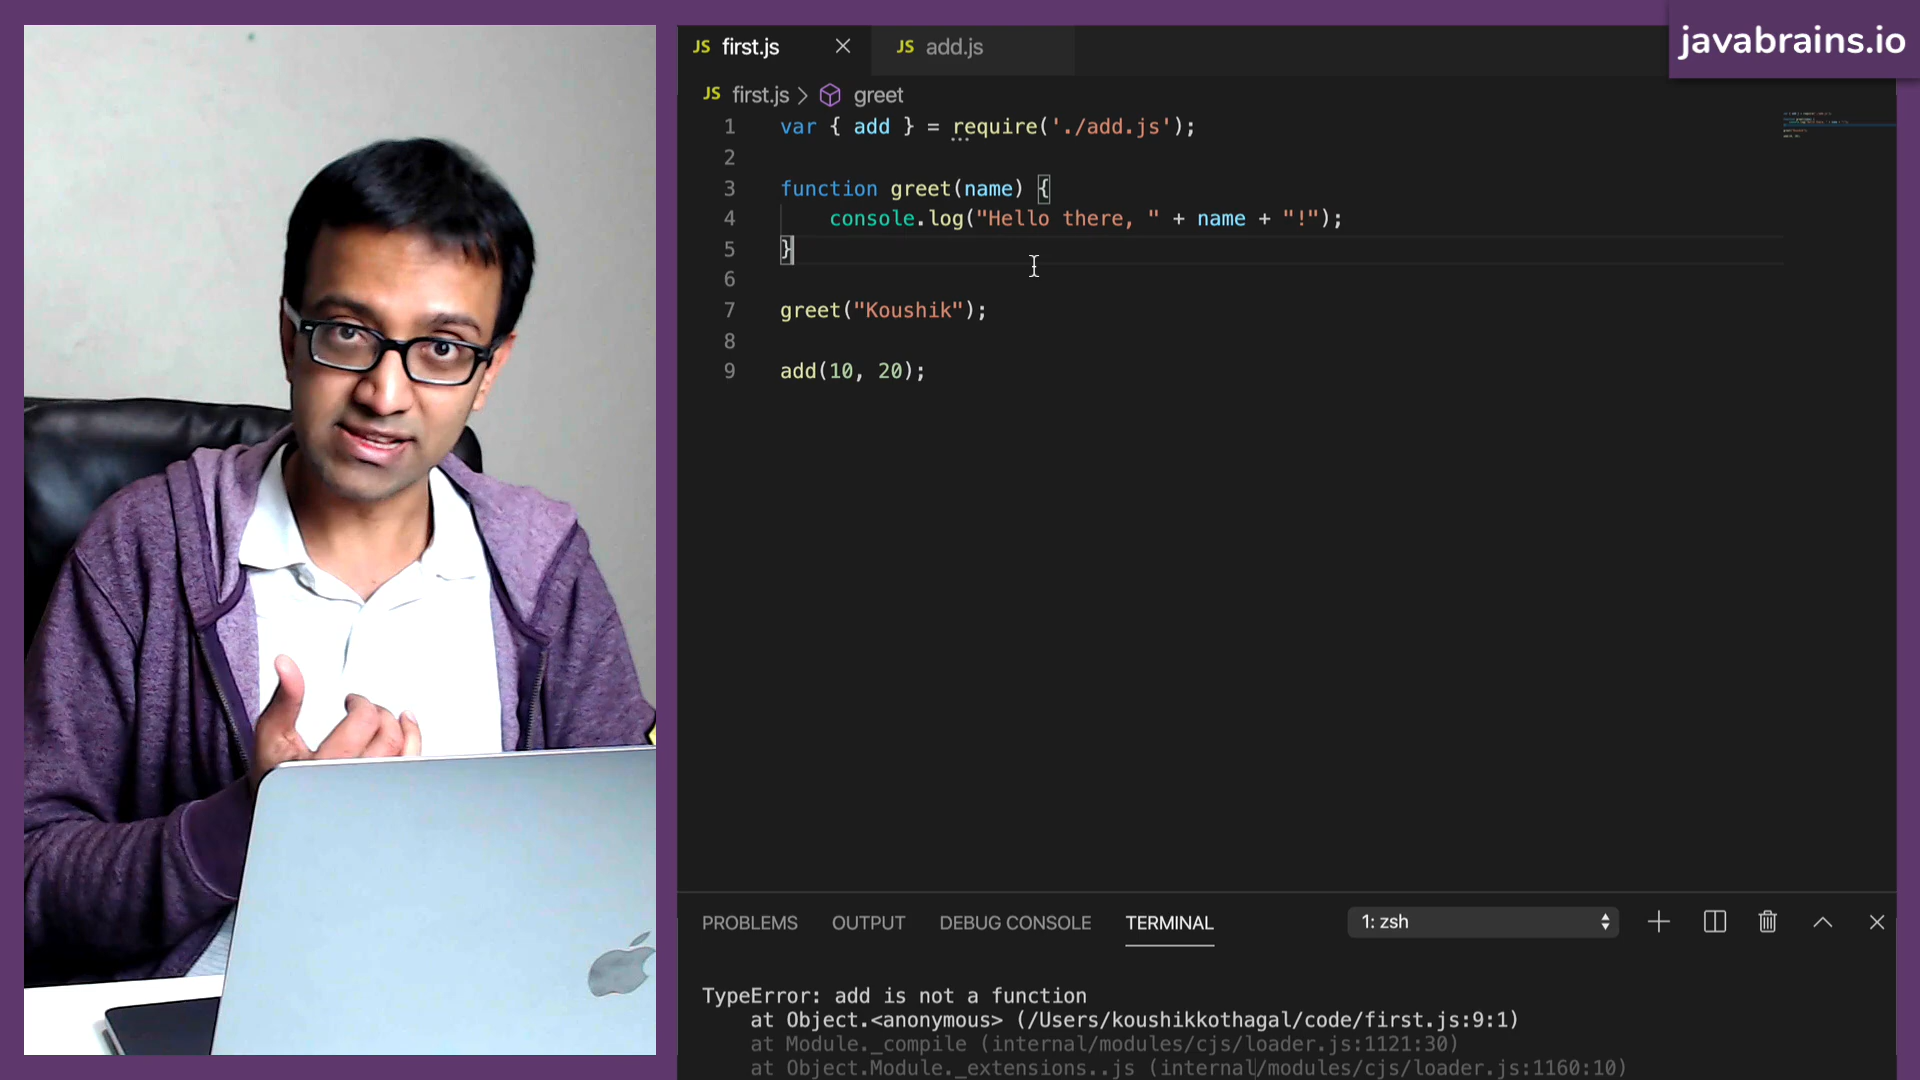 javabrains.io
JS first.js
JS add.js
JS first.js > greet
1 var { add } = require('./add.js');
2
3 function greet(name) {
4 console.log("Hello there, " + name + "!");
5 }
6
7 greet("Koushik");
8
9 add(10, 20);
PROBLEMS OUTPUT DEBUG CONSOLE TERMINAL 1: zsh
TypeError: add is not a function
at Object.<anonymous> (/Users/koushikkothagal/code/first.js:9:1)
at Module._compile (internal/modules/cjs/loader.js:1121:30)
at Object.Module._extensions..js (internal/modules/cjs/loader.js:1160:10)